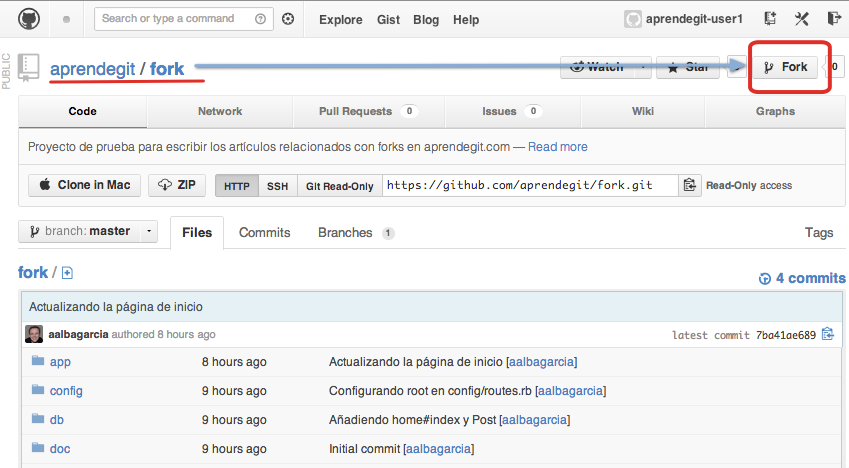 Search or type a command
Explore Gist Blog Help
aprendegit-user1
PUBLIC
aprendegit / fork
Watch Star Fork 0
Code Network Pull Requests 0 Issues 0 Wiki Graphs
Proyecto de prueba para escribir los artículos relacionados con forks en aprendegit.com — Read more
Clone in Mac ZIP HTTP SSH Git Read-Only https://github.com/aprendegit/fork.git Read-Only access
branch: master Files Commits Branches 1 Tags
fork /
4 commits
Actualizando la página de inicio
aalbagarcia authored 8 hours ago latest commit 7ba41ae689
app 8 hours ago Actualizando la página de inicio [aalbagarcia]
config 9 hours ago Configurando root en config/routes.rb [aalbagarcia]
db 9 hours ago Añadiendo home#index y Post [aalbagarcia]
doc 9 hours ago Initial commit [aalbagarcia]